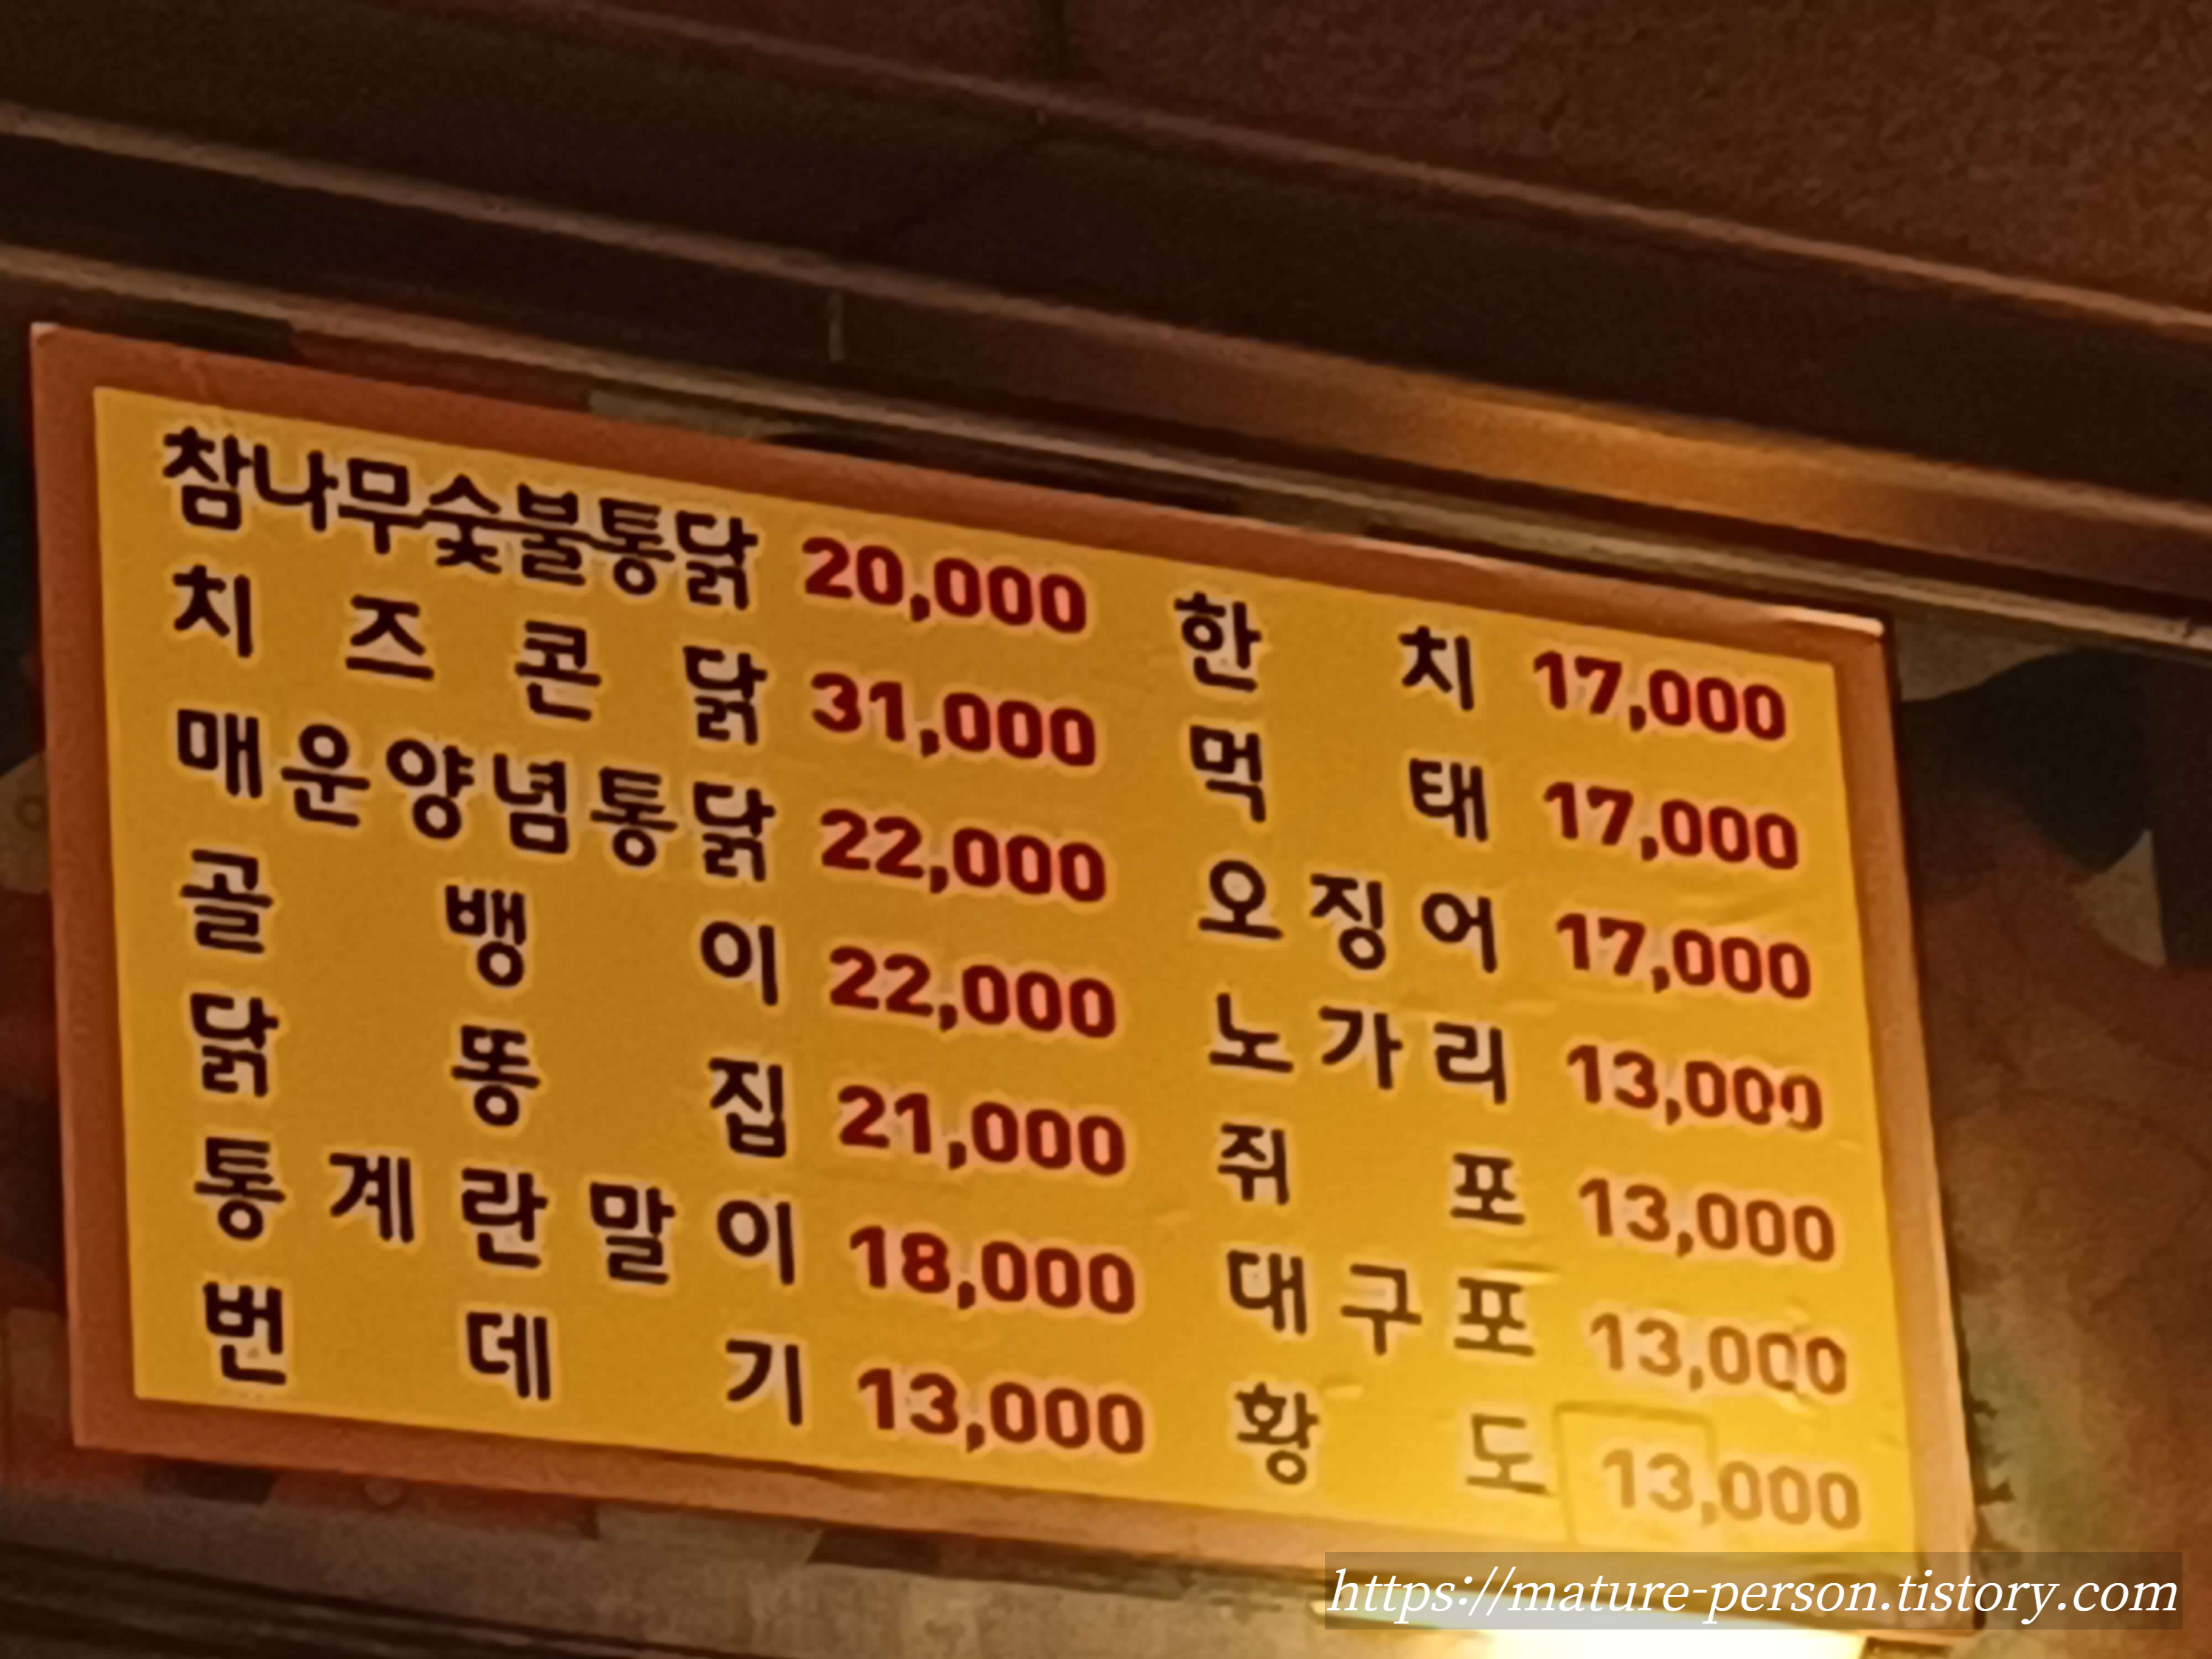 참나무숯불통닭 20,000
치즈콘닭 31,000
매운양념통닭 22,000
골뱅이 22,000
닭똥집 21,000
통계란말이 18,000
번데기 13,000
한치 17,000
먹태 17,000
오징어 17,000
노가리 13,000
쥐포 13,000
대구포 13,000
황도 13,000
https://mature-person.tistory.com